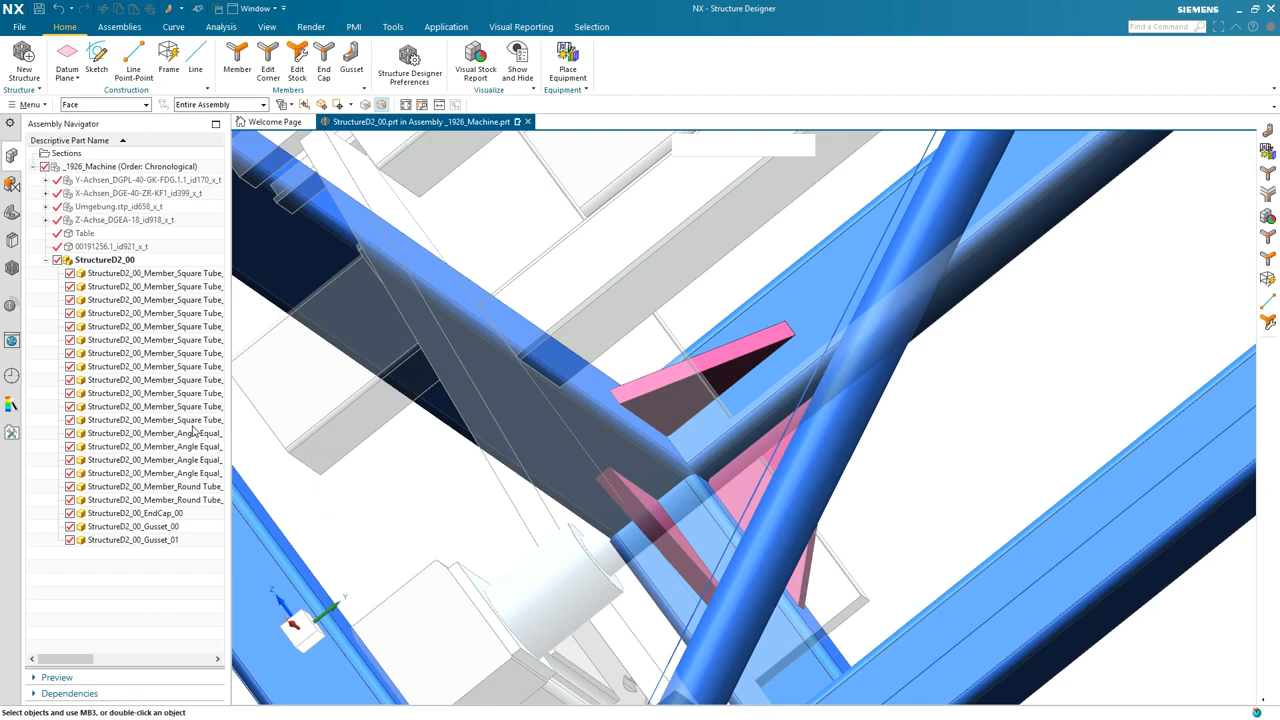 NX
Window
NX - Structure Designer
SIEMENS
File
Home
Assemblies
Curve
Analysis
View
Render
PMI
Tools
Application
Visual Reporting
Selection
Find a Command
New Structure
Structure
Datum Plane
Sketch
Line Point-Point
Frame
Line
Construction
Member
Edit Corner
Edit Stock
End Cap
Gusset
Members
Structure Designer Preferences
Visual Stock Report
Show and Hide
Visualize
Place Equipment
Equipment
Menu
Face
Entire Assembly
Assembly Navigator
Welcome Page
StructureD2_00.prt in Assembly _1926_Machine.prt
Descriptive Part Name
Sections
_1926_Machine (Order: Chronological)
Y-Achsen_DGPL-40-GK-FDG.1.1_id170_x_t
X-Achsen_DGE-40-ZR-KF1_id399_x_t
Umgebung.stp_id658_x_t
Z-Achse_DGEA-18_id918_x_t
Table
00191256.1_id921_x_t
StructureD2_00
StructureD2_00_Member_Square Tube_
StructureD2_00_Member_Square Tube_
StructureD2_00_Member_Square Tube_
StructureD2_00_Member_Square Tube_
StructureD2_00_Member_Square Tube_
StructureD2_00_Member_Square Tube_
StructureD2_00_Member_Square Tube_
StructureD2_00_Member_Square Tube_
StructureD2_00_Member_Square Tube_
StructureD2_00_Member_Square Tube_
StructureD2_00_Member_Square Tube_
StructureD2_00_Member_Square Tube_
StructureD2_00_Member_Angle Equal_
StructureD2_00_Member_Angle Equal_
StructureD2_00_Member_Angle Equal_
StructureD2_00_Member_Angle Equal_
StructureD2_00_Member_Round Tube_
StructureD2_00_Member_Round Tube_
StructureD2_00_EndCap_00
StructureD2_00_Gusset_00
StructureD2_00_Gusset_01
Z
Y
Preview
Dependencies
Select objects and use MB3, or double-click an object